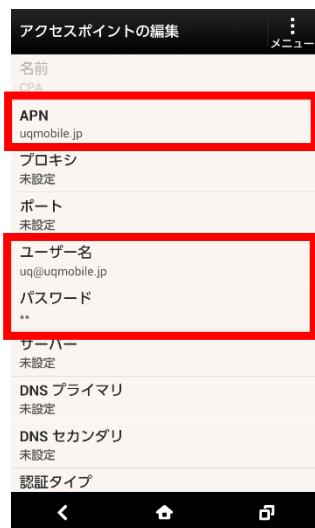 アクセスポイントの編集
メニュー
名前
CPA
APN
uqmobile.jp
プロキシ
未設定
ポート
未設定
ユーザー名
uq@uqmobile.jp
パスワード
**
サーバー
未設定
DNS プライマリ
未設定
DNS セカンダリ
未設定
認証タイプ